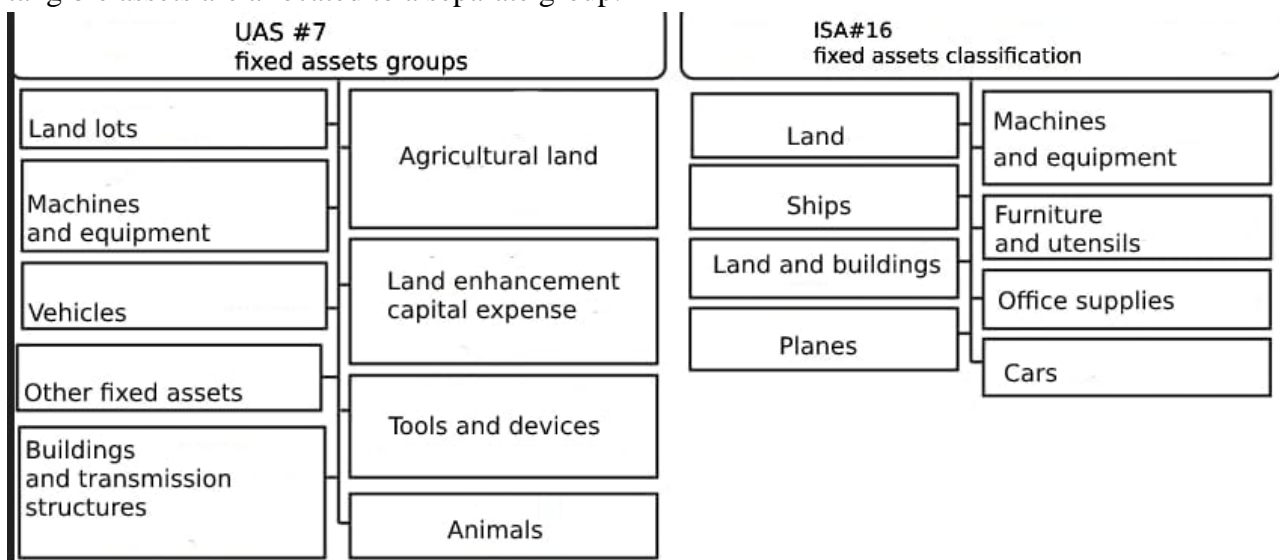 UAS #7
fixed assets groups
Land lots
Machines
and equipment
Vehicles
Other fixed assets
Buildings
and transmission
structures
Agricultural land
Land enhancement
capital expense
Tools and devices
Animals
ISA#16
fixed assets classification
Land
Ships
Land and buildings
Planes
Machines
and equipment
Furniture
and utensils
Office supplies
Cars